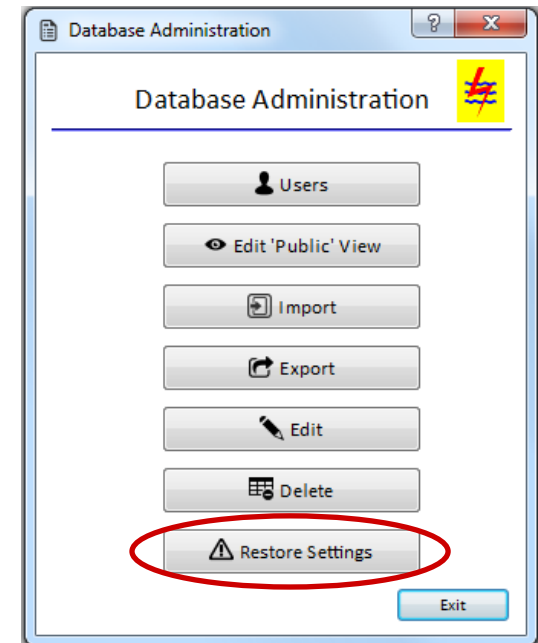 Database Administration
?
Database Administration
Users
Edit 'Public' View
Import
Export
Edit
Delete
Restore Settings
Exit